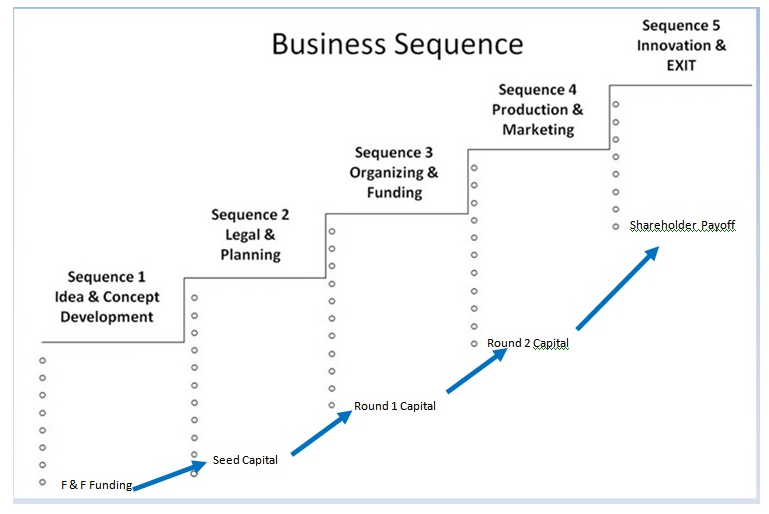 Business Sequence
Sequence 5
Innovation &
EXIT
Sequence 4
Production &
Marketing
Sequence 3
Organizing &
Funding
Sequence 2
Legal &
Planning
Sequence 1
Idea & Concept
Development
Shareholder Payoff
Round 2 Capital
Round 1 Capital
Seed Capital
F & F Funding